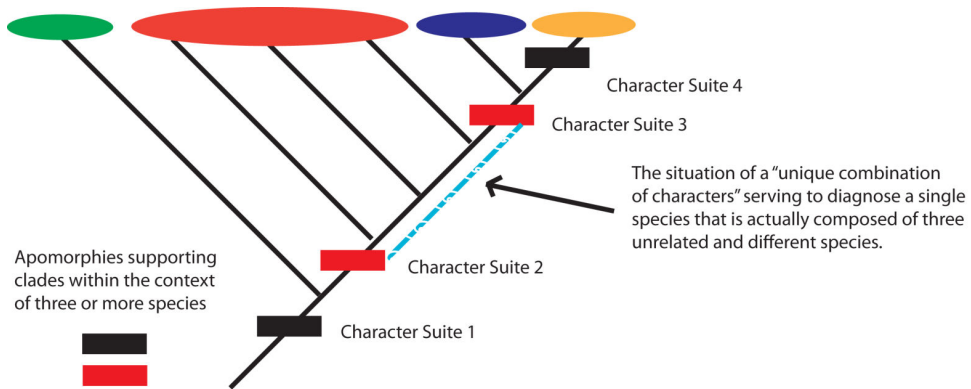 Character Suite 4
Character Suite 3
The situation of a “unique combination
of characters” serving to diagnose a single
species that is actually composed of three
unrelated and different species.
Character Suite 2
Apomorphies supporting
clades within the context
of three or more species
Character Suite 1